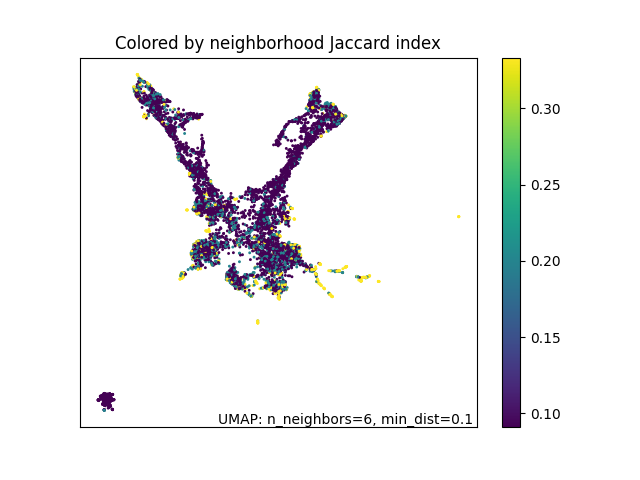 Colored by neighborhood Jaccard index
0.30
0.25
0.20
0.15
0.10
UMAP: n_neighbors=6, min_dist=0.1